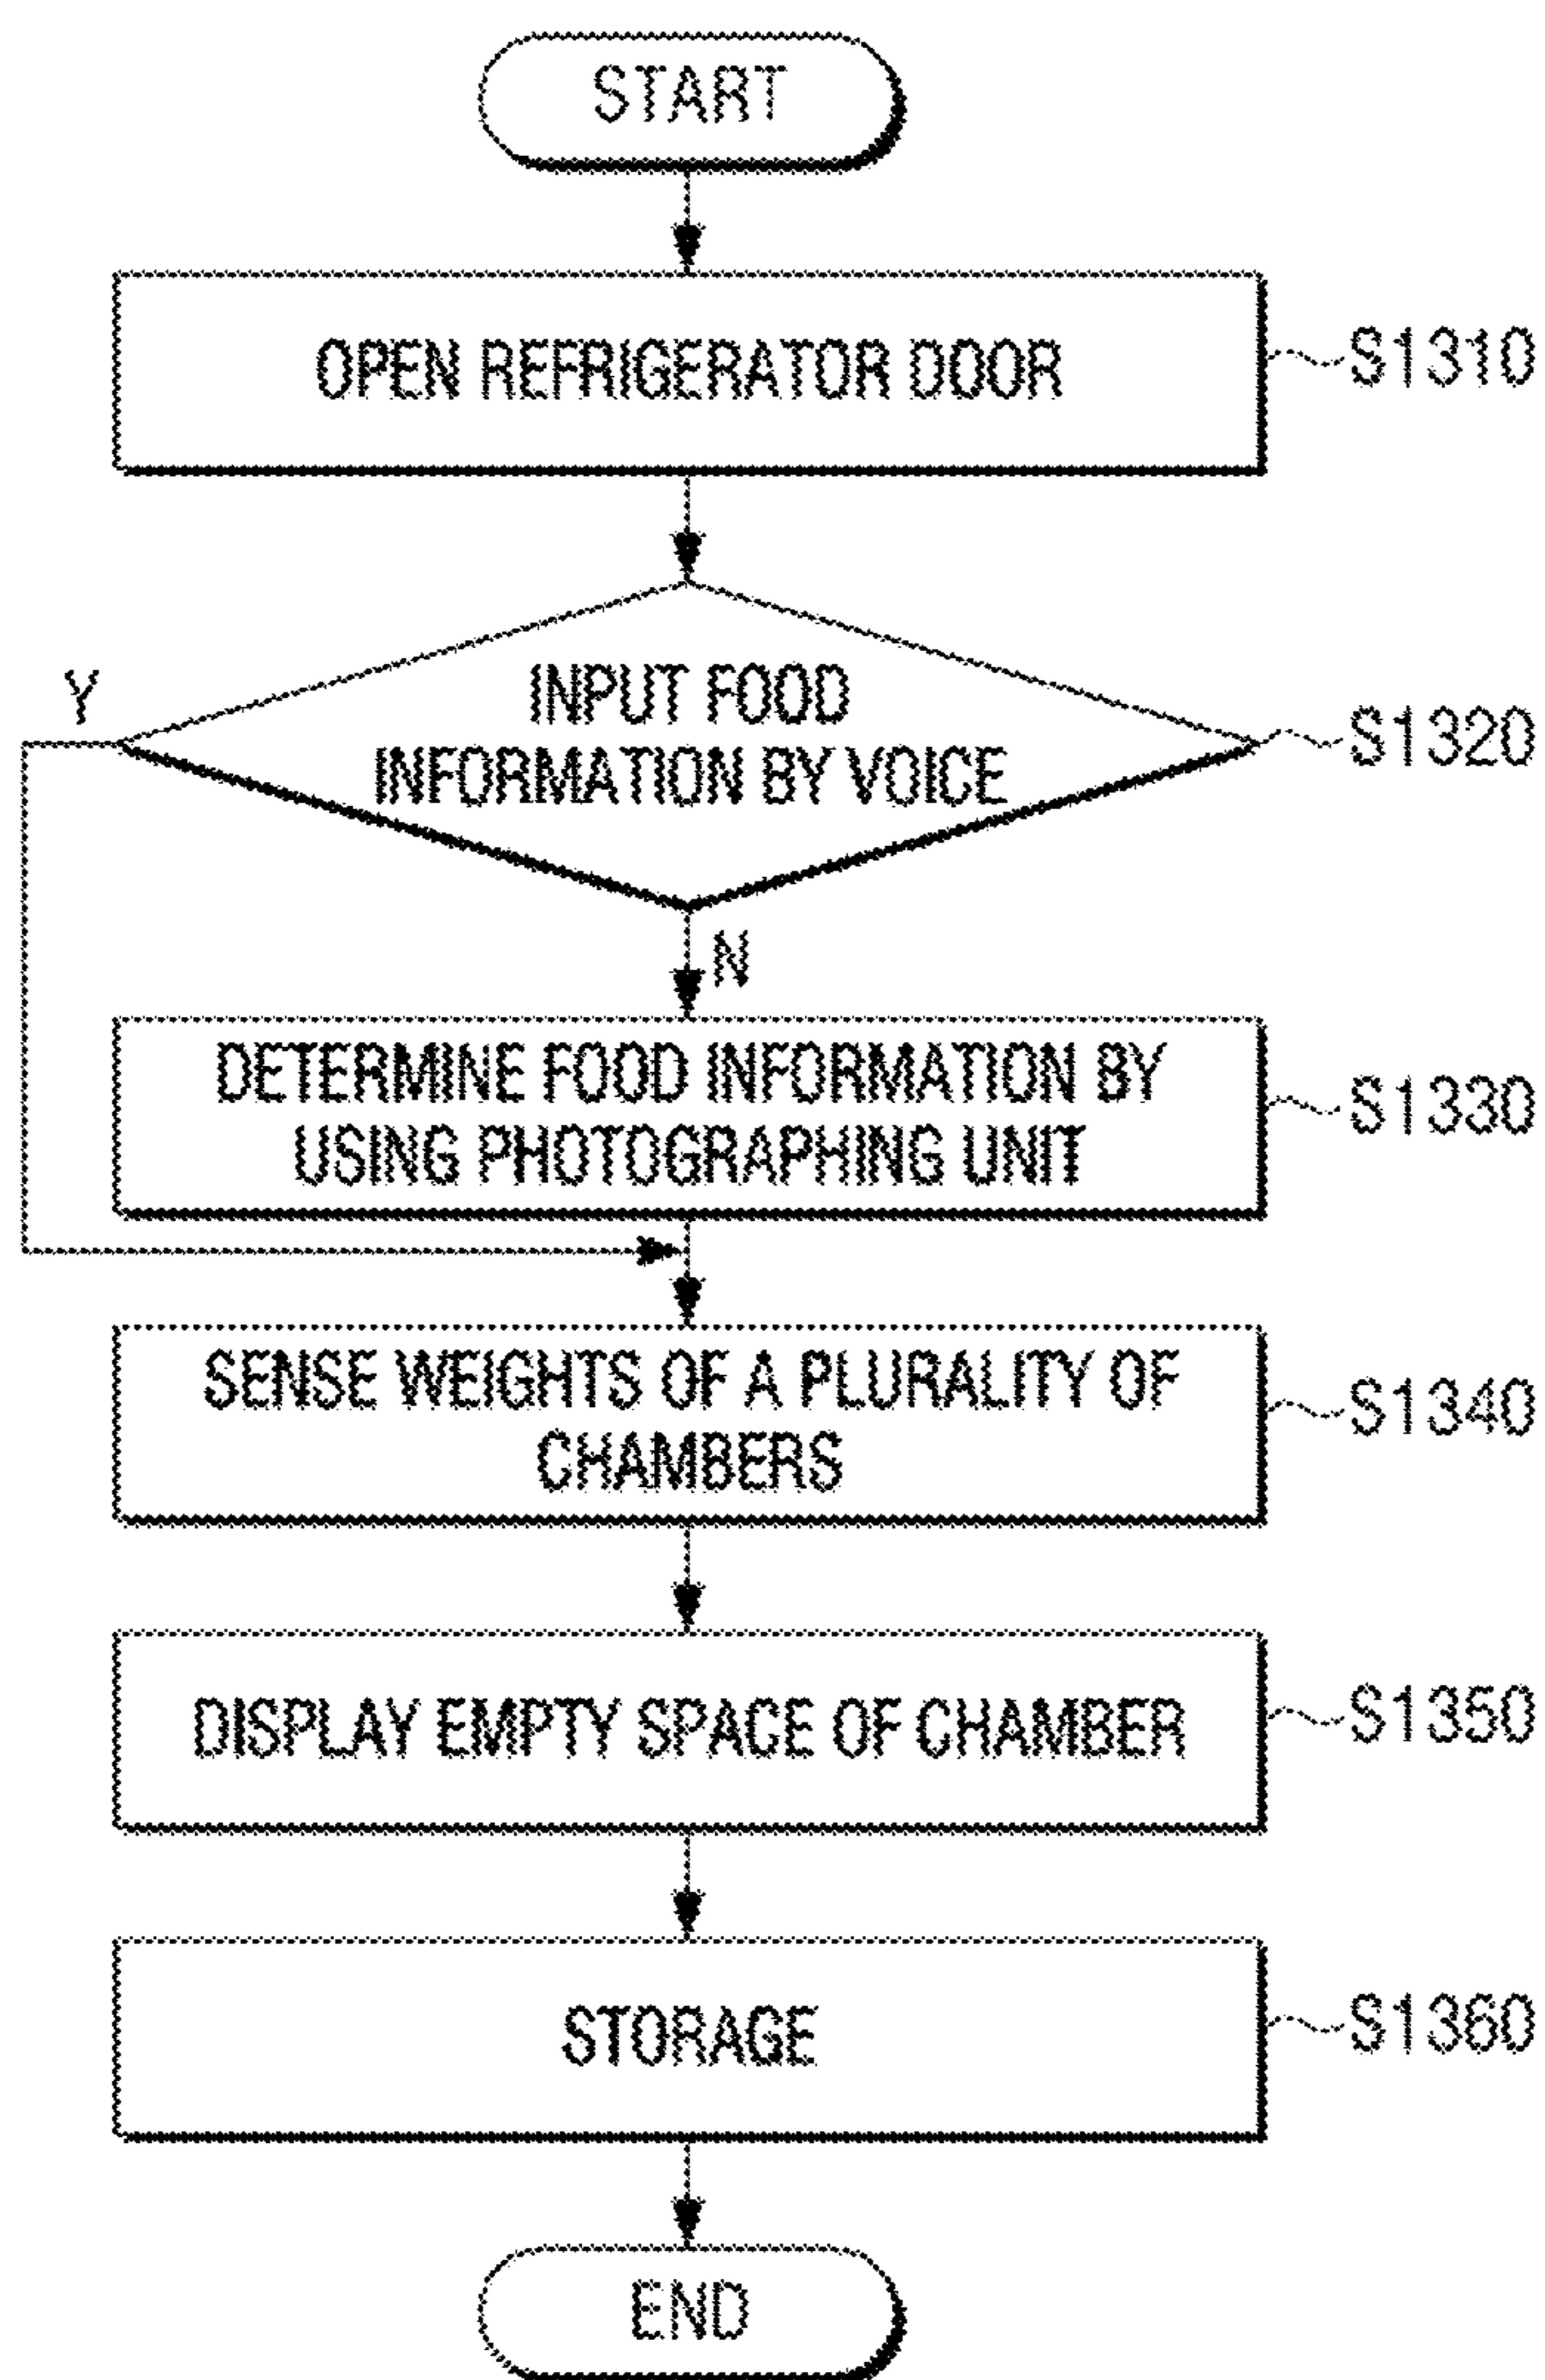 START
OPEN REFRIGERATOR DOOR
S1310
Y
INPUT FOOD
INFORMATION BY VOICE
S1320
N
DETERMINE FOOD INFORMATION BY
USING PHOTOGRAPHING UNIT
S1330
SENSE WEIGHTS OF A PLURALITY OF
CHAMBERS
S1340
DISPLAY EMPTY SPACE OF CHAMBER
S1350
STORAGE
S1360
END